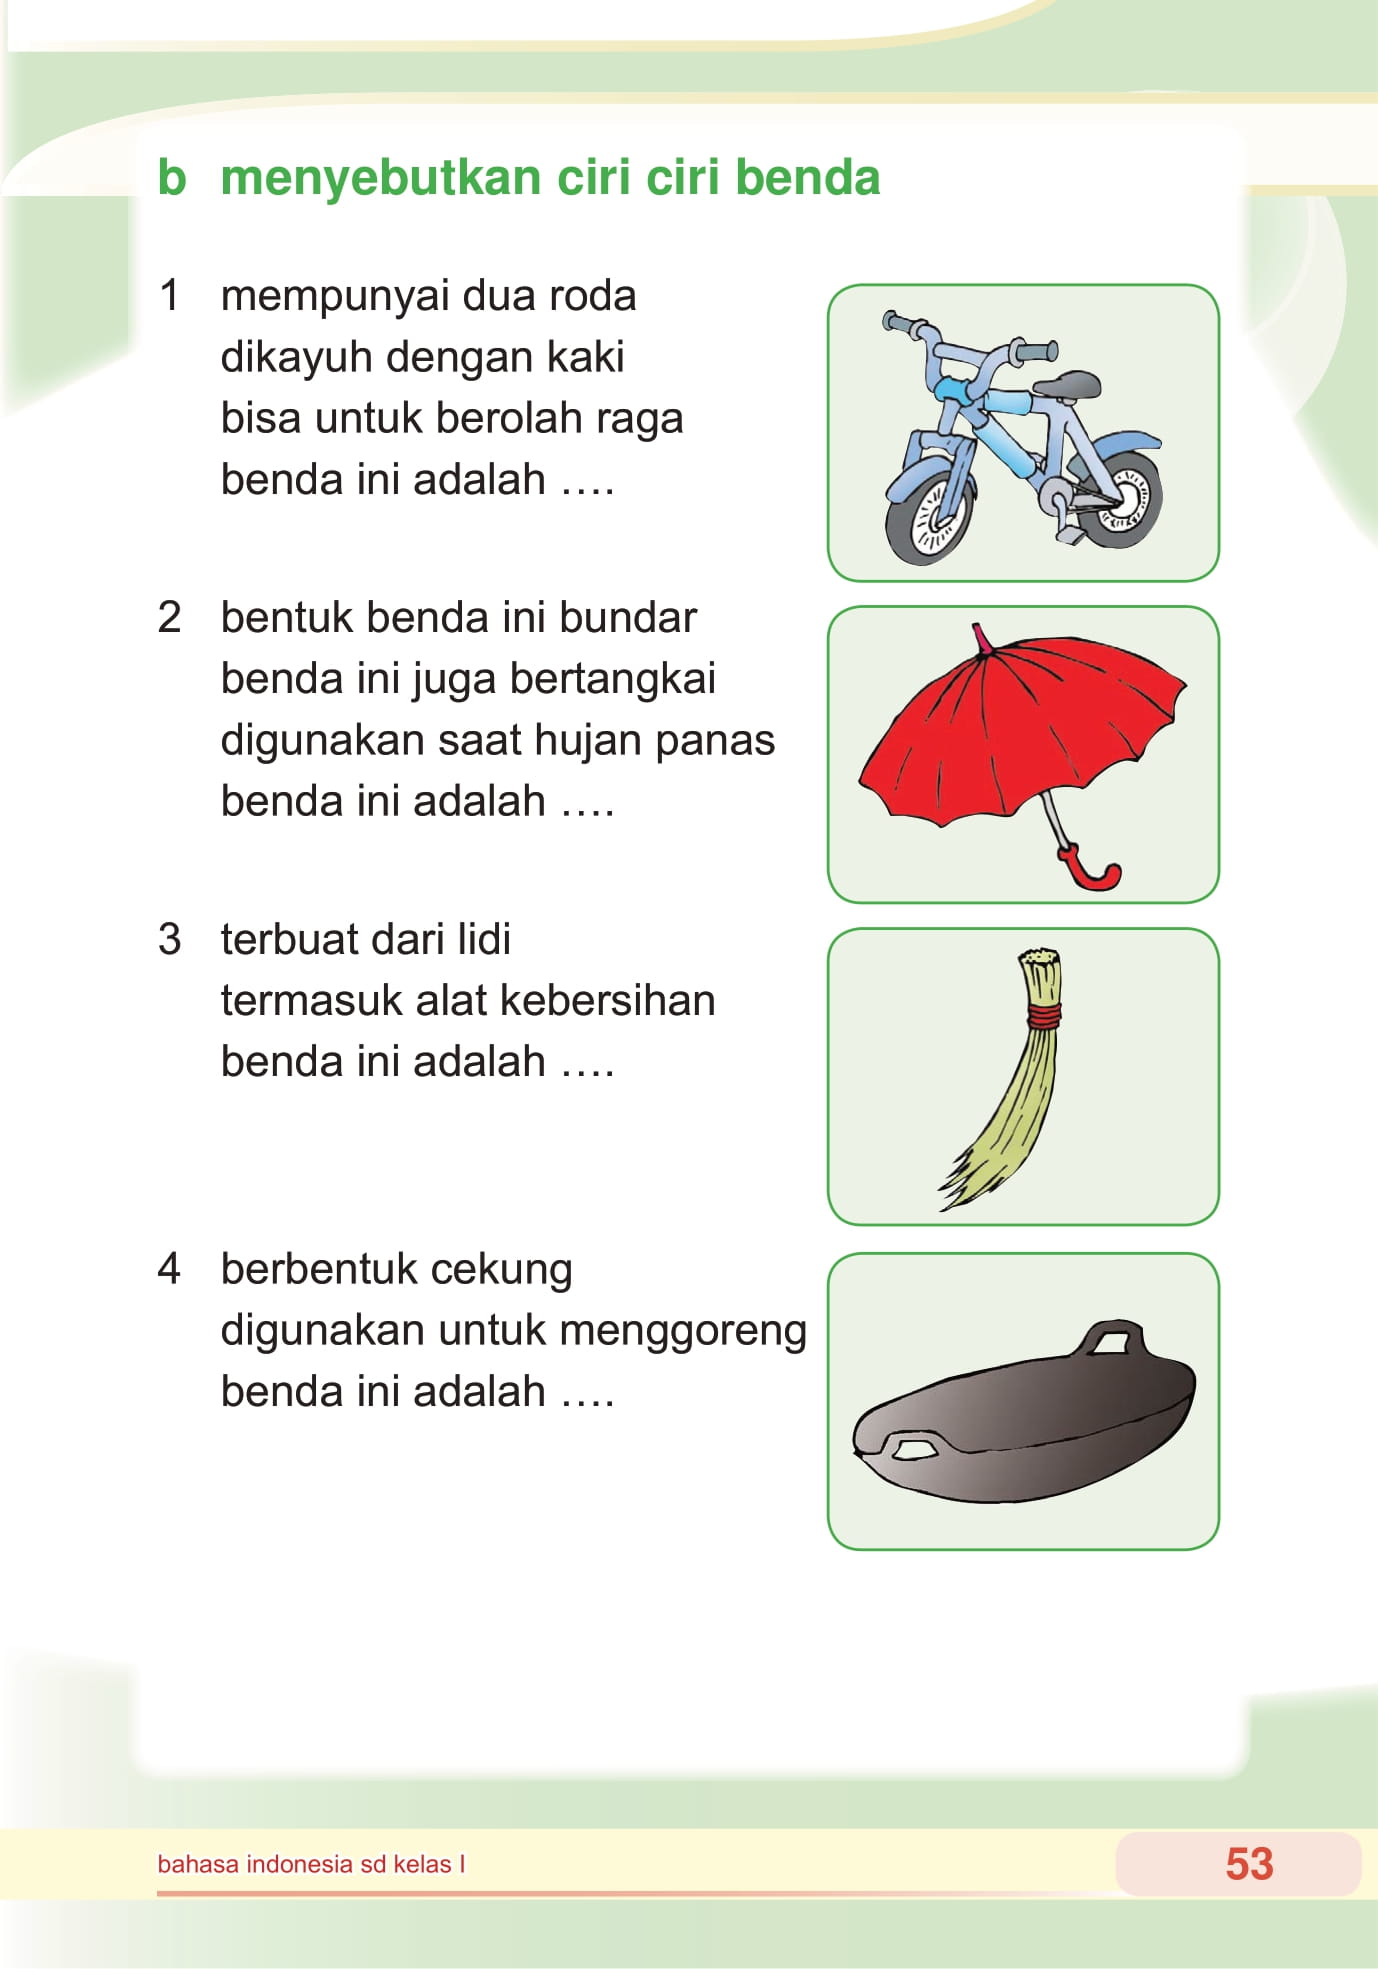 b menyebutkan ciri ciri benda
1 mempunyai dua roda
dikayuh dengan kaki
bisa untuk berolah raga
benda ini adalah ....
2 bentuk benda ini bundar
benda ini juga bertangkai
digunakan saat hujan panas
benda ini adalah ....
3 terbuat dari lidi
termasuk alat kebersihan
benda ini adalah ....
4 berbentuk cekung
digunakan untuk menggoreng
benda ini adalah ....
bahasa indonesia sd kelas I
53